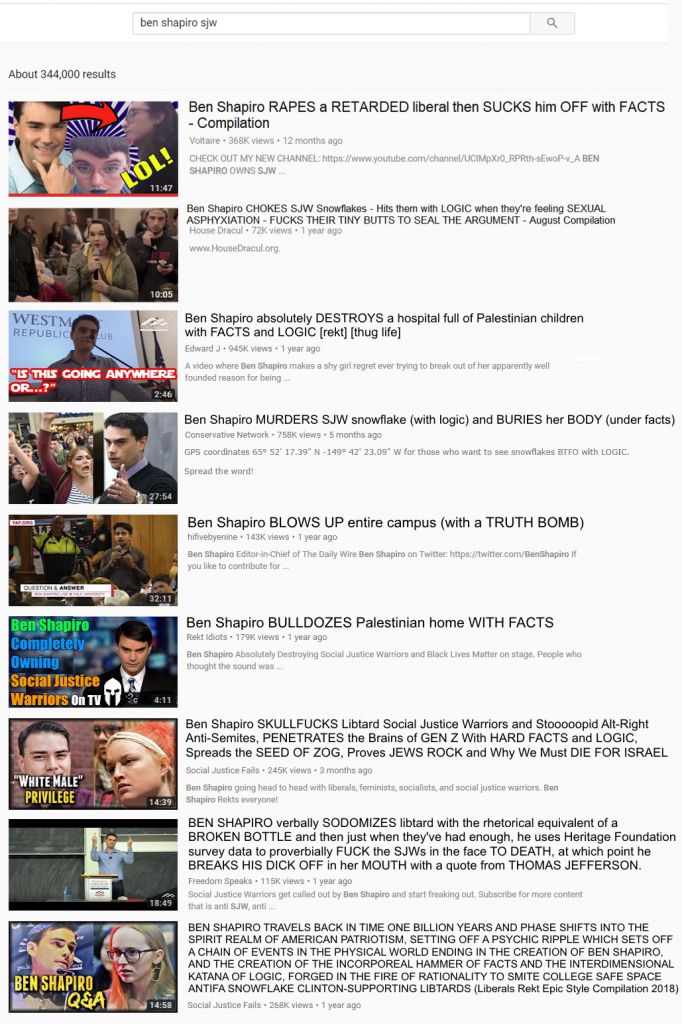 ben shapiro sjw
About 344,000 results
LOL!
11:47
Ben Shapiro RAPES a RETARDED liberal then SUCKS him OFF with FACTS
- Compilation
Voltaire • 368K views • 12 months ago
CHECK OUT MY NEW CHANNEL: https://www.youtube.com/channel/UCIMpXr0_RPRth-sEwoP-v_A BEN
SHAPIRO OWNS SJW ...
10:05
Ben Shapiro CHOKES SJW Snowflakes - Hits them with LOGIC when they're feeling SEXUAL
ASPHYXIATION - FUCKS THEIR TINY BUTTS TO SEAL THE ARGUMENT - August Compilation
House Dracul • 72K views • 1 year ago
www.HouseDracul.org.
"IS THIS GOING ANYWHERE
OR...?"
2:46
Ben Shapiro absolutely DESTROYS a hospital full of Palestinian children
with FACTS and LOGIC [rekt] [thug life]
Edward J • 945K views • 1 year ago
A video where Ben Shapiro makes a shy girl regret ever trying to break out of her apparently well
founded reason for being ...
27:54
Ben Shapiro MURDERS SJW snowflake (with logic) and BURIES her BODY (under facts)
Conservative Network • 758K views • 5 months ago
GPS coordinates 65° 52' 17.39" N -149° 42' 23.09" W for those who want to see snowflakes BTFO with LOGIC.
Spread the word!
YAF.ORG
QUESTION & ANSWER
BEN SHAPIRO LIVE @ YALE UNIVERSITY
32:11
Ben Shapiro BLOWS UP entire campus (with a TRUTH BOMB)
hifivebyenine • 143K views • 1 year ago
Ben Shapiro Editor-in-Chief of The Daily Wire Ben Shapiro on Twitter: https://twitter.com/BenShapiro If
you like to contribute for ...
Ben Shapiro
Completely
Owning
Social Justice
Warriors On TV
4:11
Ben Shapiro BULLDOZES Palestinian home WITH FACTS
Rekt Idiots • 179K views • 1 year ago
Ben Shapiro Absolutely Destroying Social Justice Warriors and Black Lives Matter on stage. People who
thought the sound was ...
"WHITE MALE"
PRIVILEGE
14:39
Ben Shapiro SKULLFUCKS Libtard Social Justice Warriors and Stooooopid Alt-Right
Anti-Semites, PENETRATES the Brains of GEN Z With HARD FACTS and LOGIC,
Spreads the SEED OF ZOG, Proves JEWS ROCK and Why We Must DIE FOR ISRAEL
Social Justice Fails • 245K views • 3 months ago
Ben Shapiro going head to head with liberals, feminists, socialists, and social justice warriors. Ben
Shapiro Rekts everyone!
18:49
BEN SHAPIRO verbally SODOMIZES libtard with the rhetorical equivalent of a
BROKEN BOTTLE and then just when they've had enough, he uses Heritage Foundation
survey data to proverbially FUCK the SJWs in the face TO DEATH, at which point he
BREAKS HIS DICK OFF in her MOUTH with a quote from THOMAS JEFFERSON.
Freedom Speaks • 115K views • 1 year ago
Social Justice Warriors get called out by Ben Shapiro and start freaking out. Subscribe for more content
that is anti SJW, anti ...
BEN SHAPIRO
Q&A
14:58
BEN SHAPIRO TRAVELS BACK IN TIME ONE BILLION YEARS AND PHASE SHIFTS INTO THE
SPIRIT REALM OF AMERICAN PATRIOTISM, SETTING OFF A PSYCHIC RIPPLE WHICH SETS OFF
A CHAIN OF EVENTS IN THE PHYSICAL WORLD ENDING IN THE CREATION OF BEN SHAPIRO,
AND THE CREATION OF THE INCORPOREAL HAMMER OF FACTS AND THE INTERDIMENSIONAL
KATANA OF LOGIC, FORGED IN THE FIRE OF RATIONALITY TO SMITE COLLEGE SAFE SPACE
ANTIFA SNOWFLAKE CLINTON-SUPPORTING LIBTARDS (Liberals Rekt Epic Style Compilation 2018)
Social Justice Fails • 268K views • 1 year ago